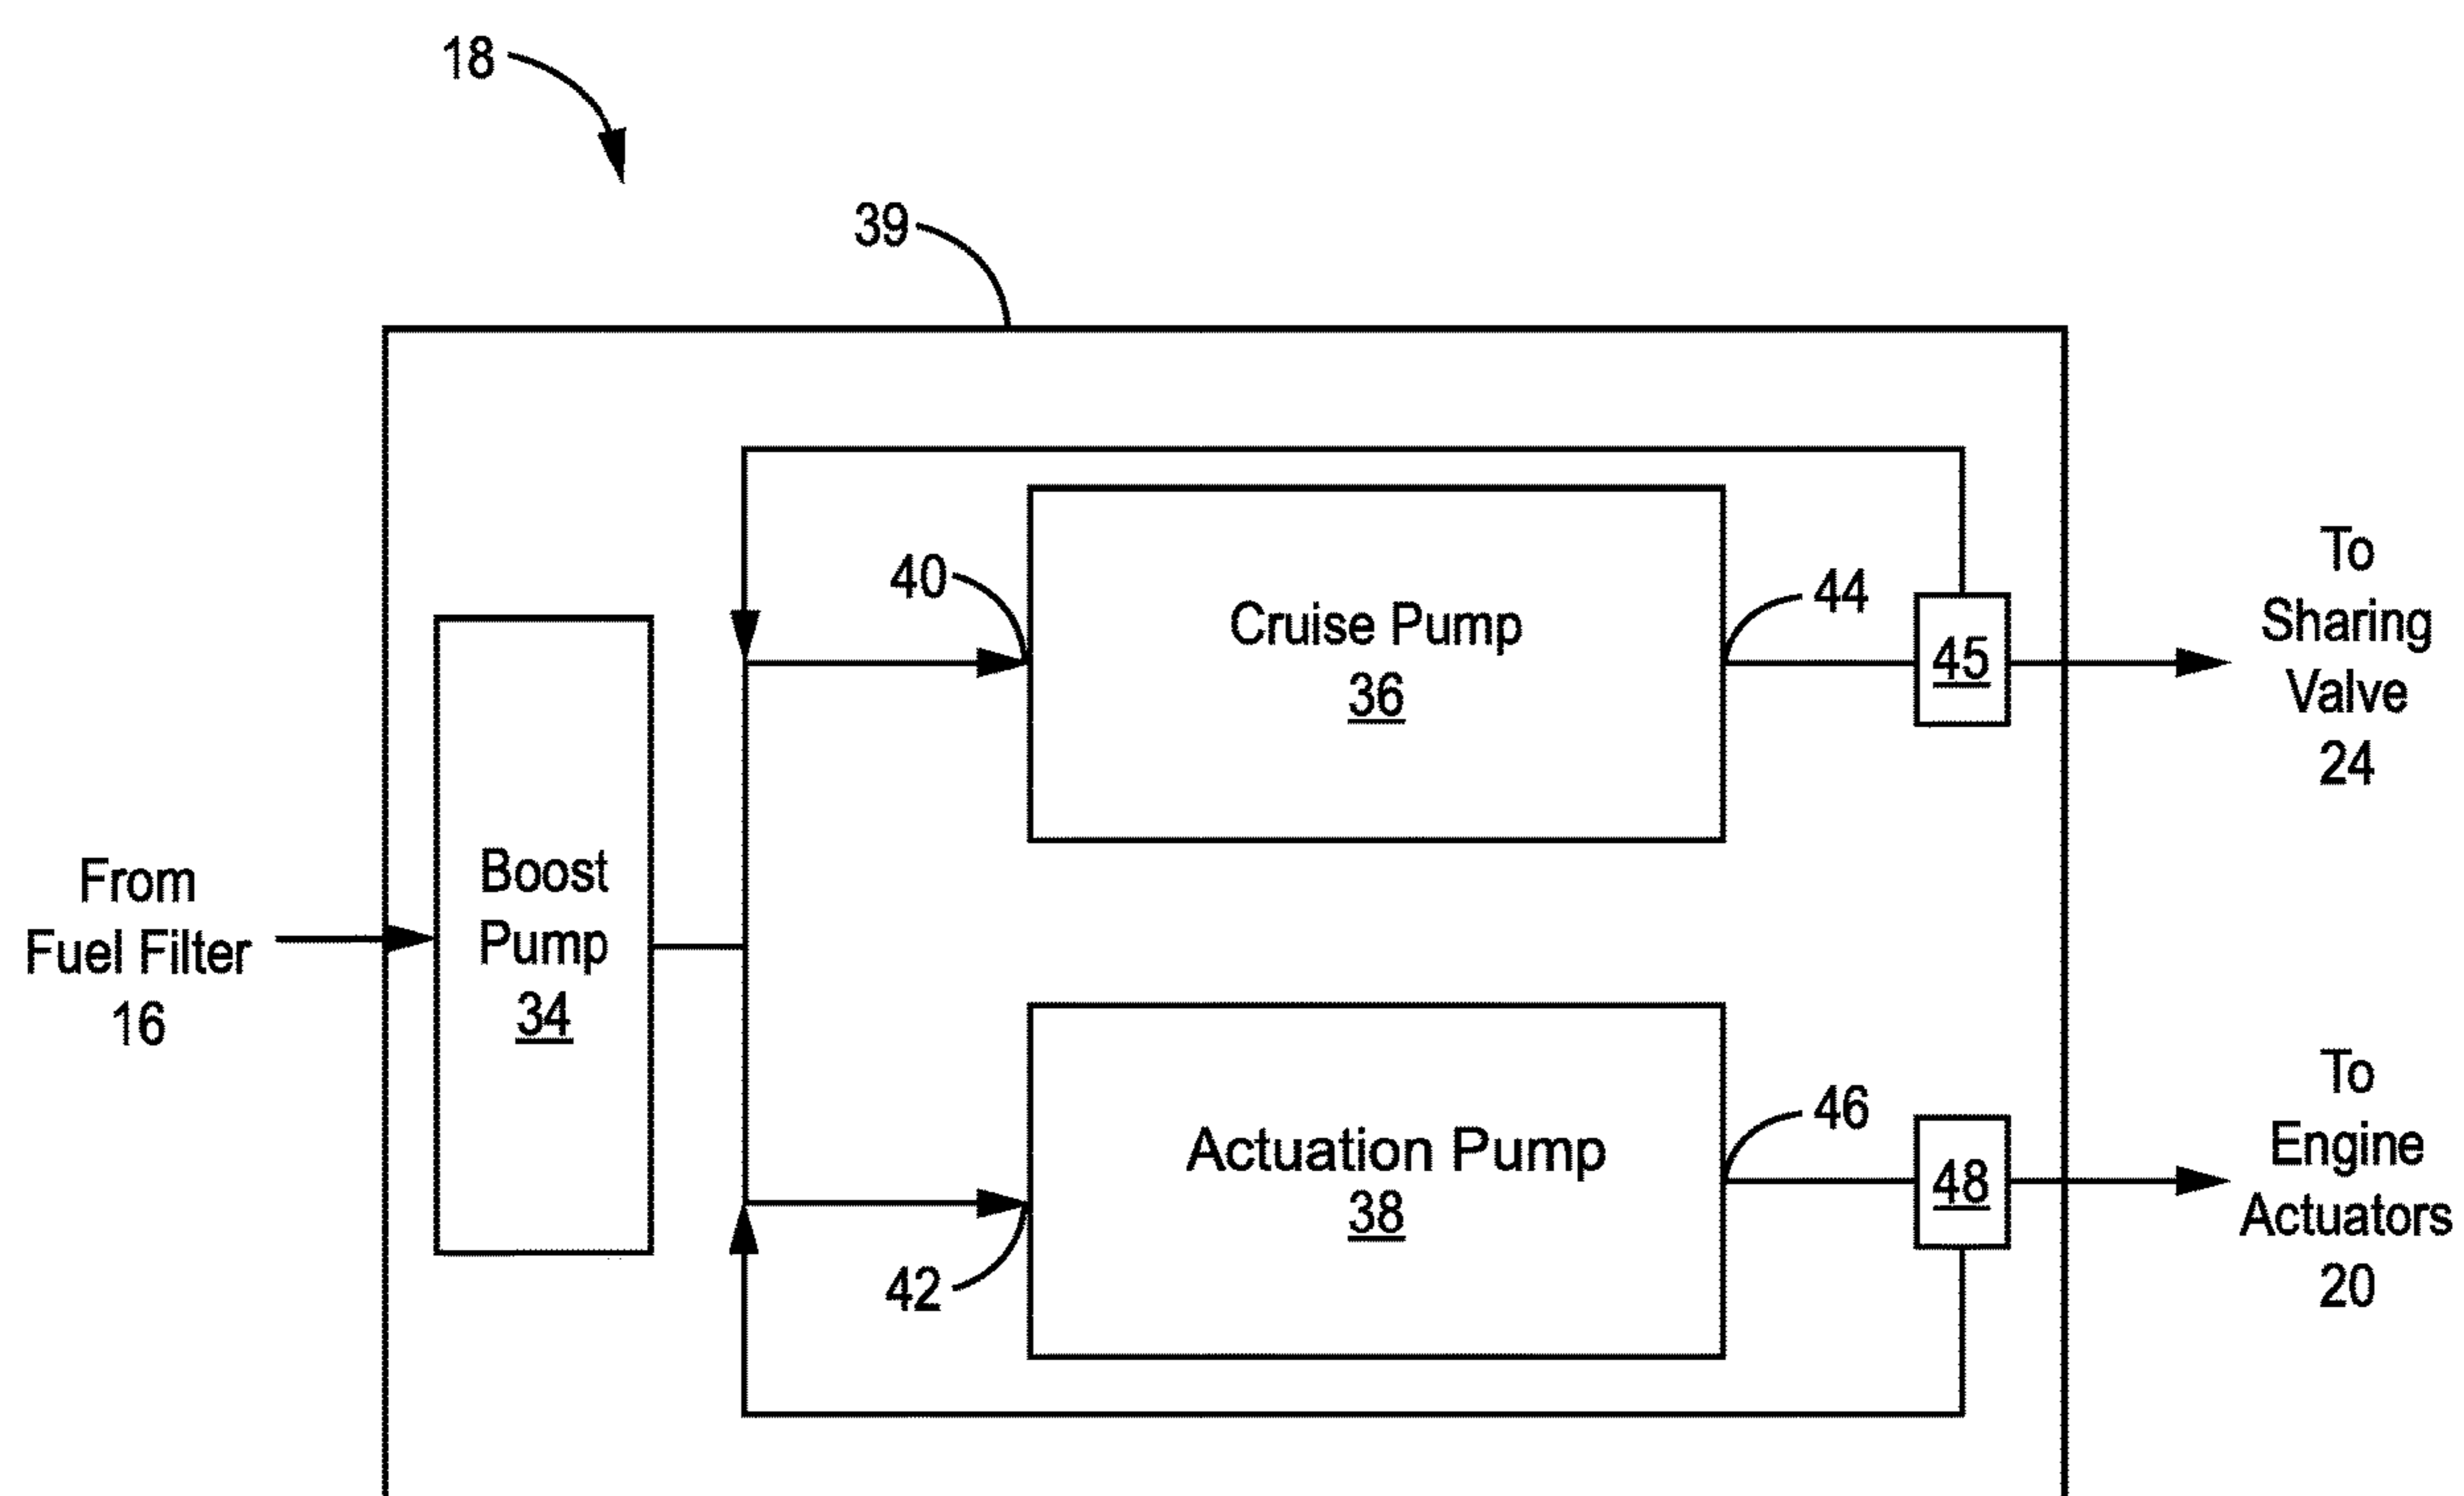 18
39
40
Cruise Pump
36
44
45
To
Sharing
Valve
24
From
Fuel Filter
16
Boost
Pump
34
42
Actuation Pump
38
46
48
To
Engine
Actuators
20